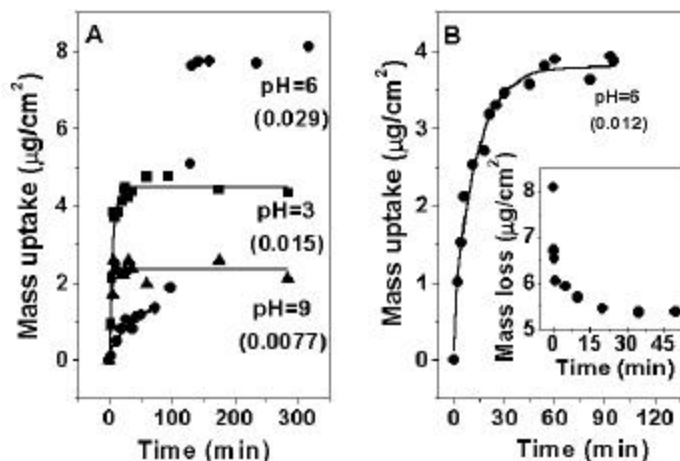 A
Mass uptake (µg/cm²)
8
6
4
2
0
pH=6
(0.029)
pH=3
(0.015)
pH=9
(0.0077)
0 100 200 300
Time (min)
B
Mass uptake (µg/cm²)
4
3
2
1
0
pH=6
(0.012)
Mass loss (µg/cm²)
8
7
6
5
0 15 30 45
Time (min)
0 30 60 90 120
Time (min)